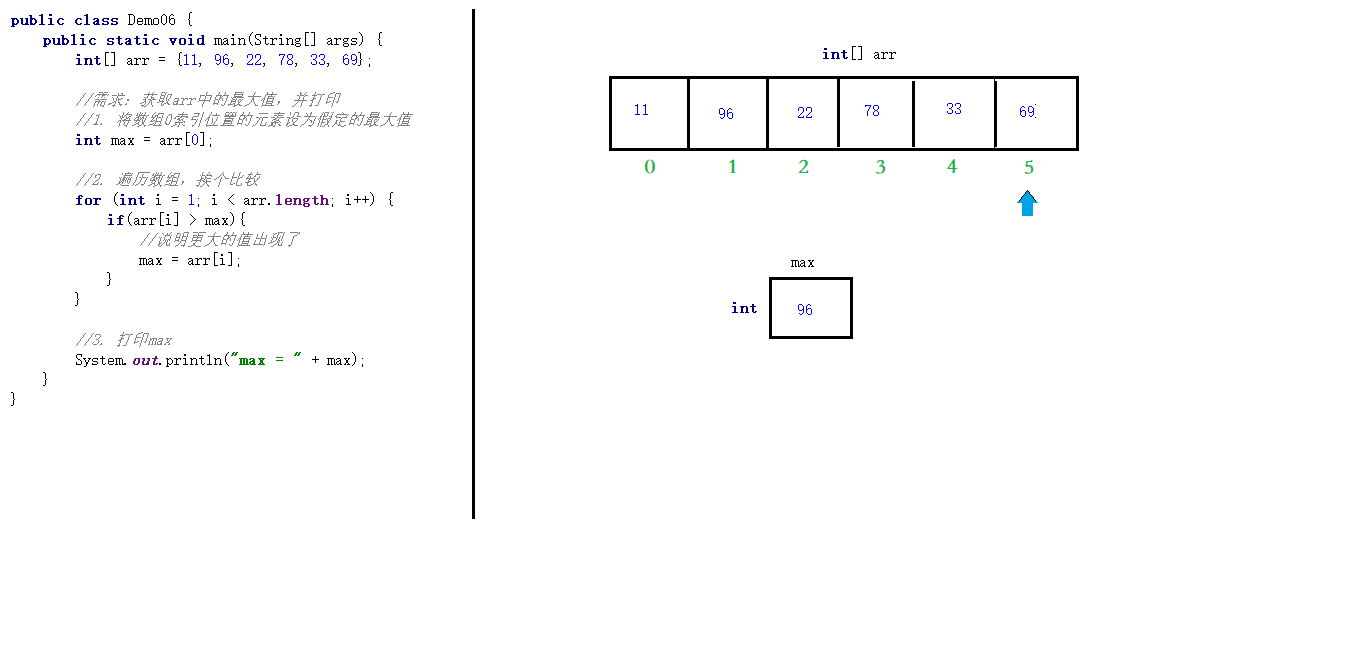 public class Demo06 {
public static void main(String[] args) {
int[] arr = {11, 96, 22, 78, 33, 69};
//需求: 获取arr中的最大值，并打印
//1. 将数组0索引位置的元素设为假定的最大值
int max = arr[0];
//2. 遍历数组，挨个比较
for (int i = 1; i < arr.length; i++) {
if(arr[i] > max){
//说明更大的值出现了
max = arr[i];
}
}
//3. 打印max
System.out.println("max = " + max);
}
}
int[] arr
11 96 22 78 33 69
0 1 2 3 4 5
max
int 96